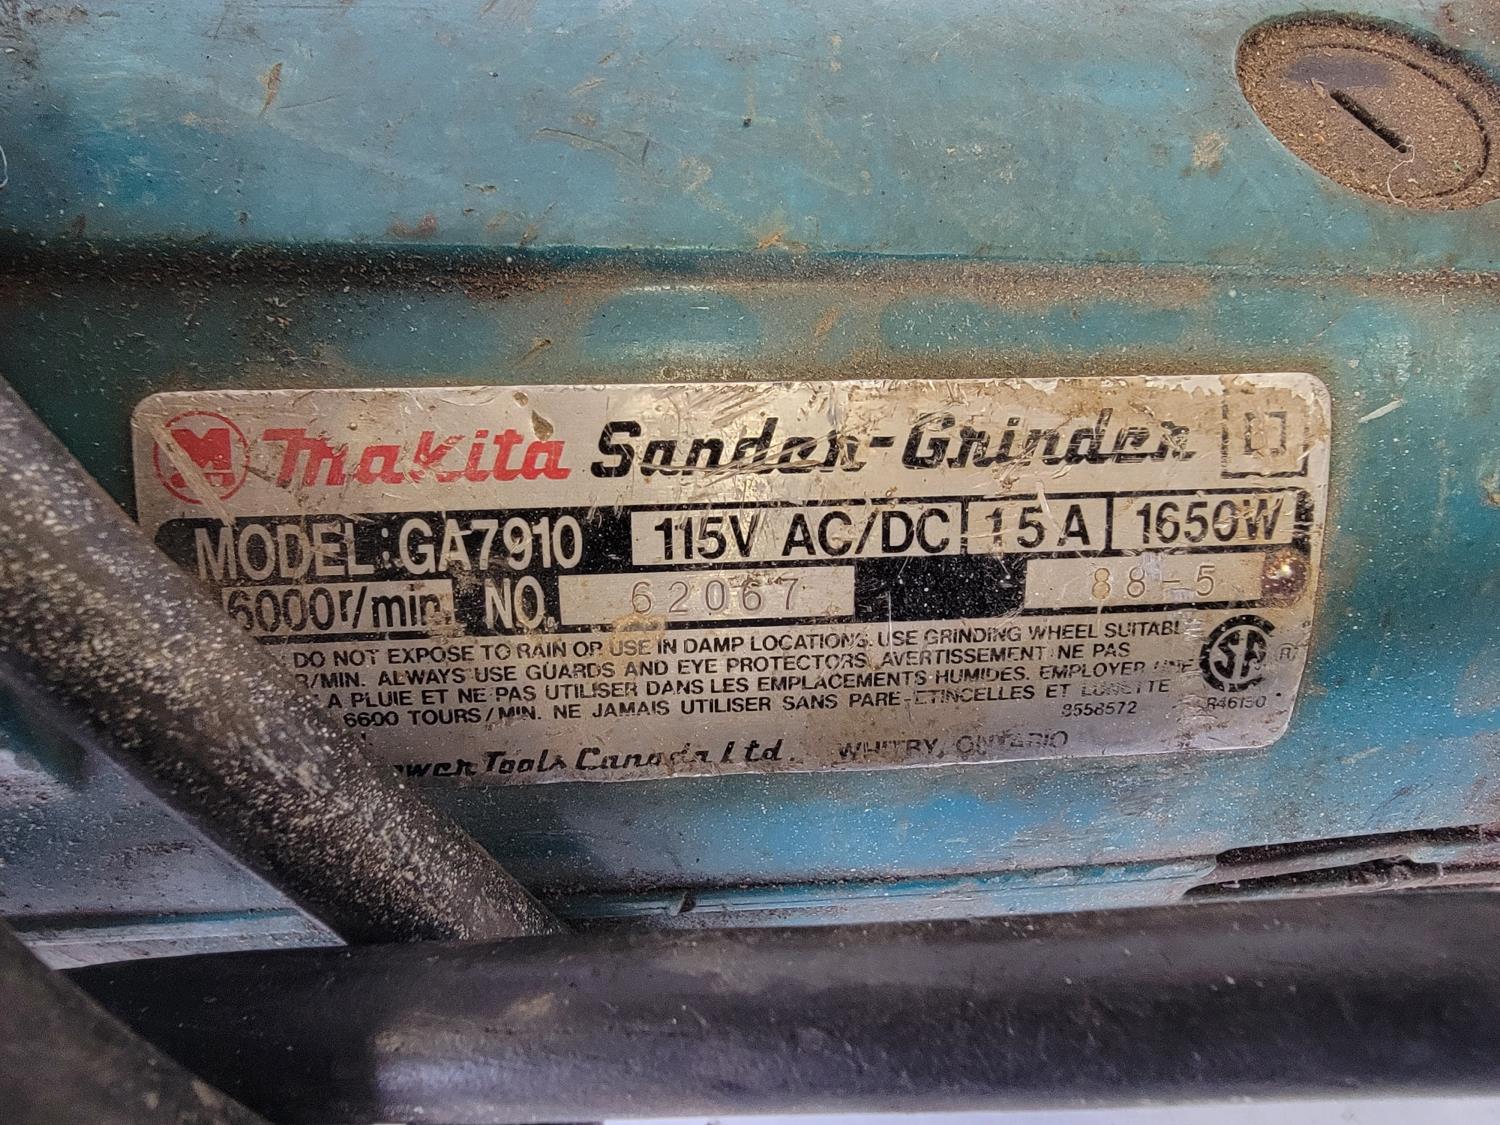 M Makita Sander-Grinder
MODEL: GA7910 115V AC/DC 15A 1650W
6000r/min NO. 62067 88-5
DO NOT EXPOSE TO RAIN OR USE IN DAMP LOCATIONS. USE GRINDING WHEEL SUITABL
R/MIN. ALWAYS USE GUARDS AND EYE PROTECTORS. AVERTISSEMENT: NE PAS
A PLUIE ET NE PAS UTILISER DANS LES EMPLACEMENTS HUMIDES. EMPLOYER UNE
6600 TOURS/MIN. NE JAMAIS UTILISER SANS PARE-ETINCELLES ET LUNETTE
8558572
ower Tools Canada Ltd. WHITBY, ONTARIO